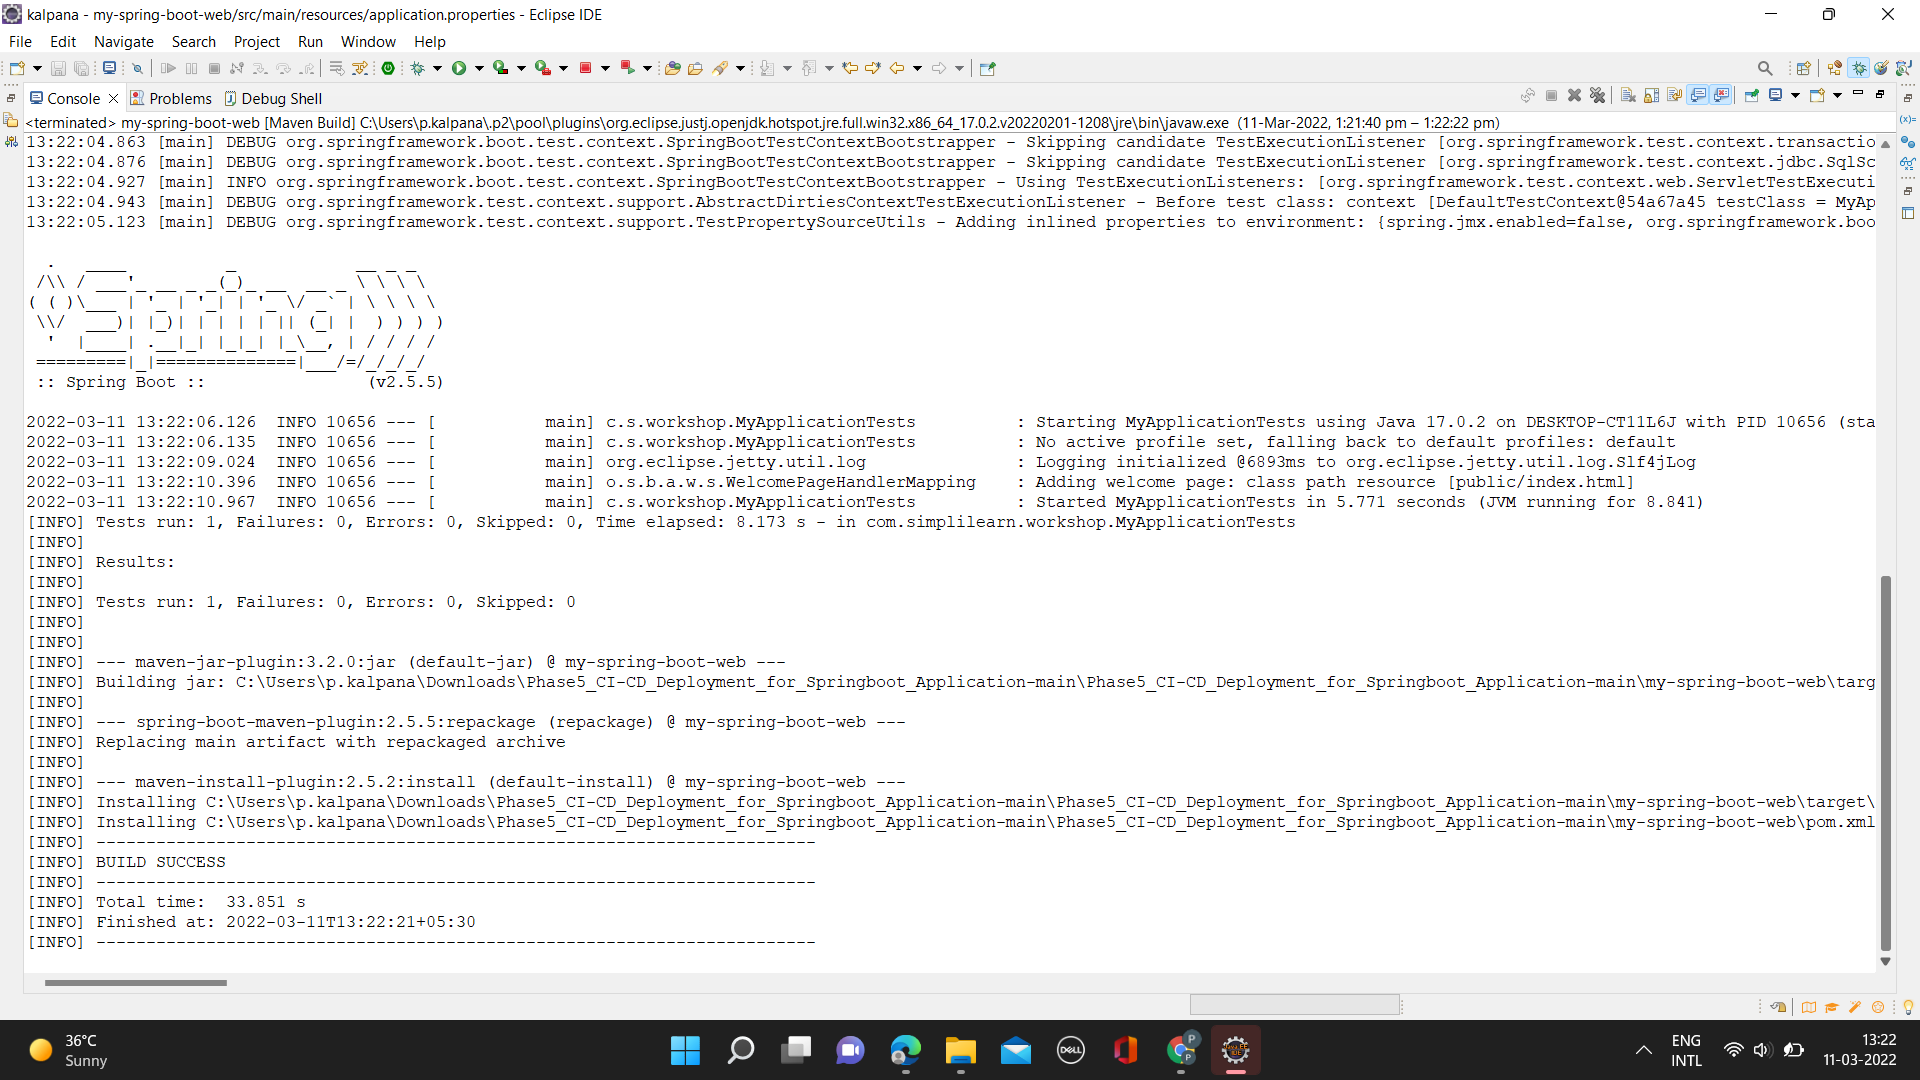 kalpana - my-spring-boot-web/src/main/resources/application.properties - Eclipse IDE
File Edit Navigate Search Project Run Window Help
Console Problems Debug Shell
<terminated> my-spring-boot-web [Maven Build] C:\Users\p.kalpana\.p2\pool\plugins\org.eclipse.justj.openjdk.hotspot.jre.full.win32.x86_64_17.0.2.v20220201-1208\jre\bin\javaw.exe (11-Mar-2022, 1:21:40 pm – 1:22:22 pm)
13:22:04.863 [main] DEBUG org.springframework.boot.test.context.SpringBootTestContextBootstrapper - Skipping candidate TestExecutionListener [org.springframework.test.context.transactio
13:22:04.876 [main] DEBUG org.springframework.boot.test.context.SpringBootTestContextBootstrapper - Skipping candidate TestExecutionListener [org.springframework.test.context.jdbc.SqlSc
13:22:04.927 [main] INFO org.springframework.boot.test.context.SpringBootTestContextBootstrapper - Using TestExecutionListeners: [org.springframework.test.context.web.ServletTestExecuti
13:22:04.943 [main] DEBUG org.springframework.test.context.support.AbstractDirtiesContextTestExecutionListener - Before test class: context [DefaultTestContext@54a67a45 testClass = MyAp
13:22:05.123 [main] DEBUG org.springframework.test.context.support.TestPropertySourceUtils - Adding inlined properties to environment: {spring.jmx.enabled=false, org.springframework.boo
  .   ____          _            __ _ _
 /\\ / ___'_ __ _ _(_)_ __  __ _ \ \ \ \
( ( )\___ | '_ | '_| | '_ \/ _` | \ \ \ \
 \\/  ___)| |_)| | | | | || (_| |  ) ) ) )
  '  |____| .__|_| |_|_| |_\__, | / / / /
 =========|_|==============|___/=/_/_/_/
:: Spring Boot :: (v2.5.5)
2022-03-11 13:22:06.126 INFO 10656 --- [ main] c.s.workshop.MyApplicationTests : Starting MyApplicationTests using Java 17.0.2 on DESKTOP-CT11L6J with PID 10656 (sta
2022-03-11 13:22:06.135 INFO 10656 --- [ main] c.s.workshop.MyApplicationTests : No active profile set, falling back to default profiles: default
2022-03-11 13:22:09.024 INFO 10656 --- [ main] org.eclipse.jetty.util.log : Logging initialized @6893ms to org.eclipse.jetty.util.log.Slf4jLog
2022-03-11 13:22:10.396 INFO 10656 --- [ main] o.s.b.a.w.s.WelcomePageHandlerMapping : Adding welcome page: class path resource [public/index.html]
2022-03-11 13:22:10.967 INFO 10656 --- [ main] c.s.workshop.MyApplicationTests : Started MyApplicationTests in 5.771 seconds (JVM running for 8.841)
[INFO] Tests run: 1, Failures: 0, Errors: 0, Skipped: 0, Time elapsed: 8.173 s - in com.simplilearn.workshop.MyApplicationTests
[INFO]
[INFO] Results:
[INFO]
[INFO] Tests run: 1, Failures: 0, Errors: 0, Skipped: 0
[INFO]
[INFO]
[INFO] --- maven-jar-plugin:3.2.0:jar (default-jar) @ my-spring-boot-web ---
[INFO] Building jar: C:\Users\p.kalpana\Downloads\Phase5_CI-CD_Deployment_for_Springboot_Application-main\Phase5_CI-CD_Deployment_for_Springboot_Application-main\my-spring-boot-web\targ
[INFO]
[INFO] --- spring-boot-maven-plugin:2.5.5:repackage (repackage) @ my-spring-boot-web ---
[INFO] Replacing main artifact with repackaged archive
[INFO]
[INFO] --- maven-install-plugin:2.5.2:install (default-install) @ my-spring-boot-web ---
[INFO] Installing C:\Users\p.kalpana\Downloads\Phase5_CI-CD_Deployment_for_Springboot_Application-main\Phase5_CI-CD_Deployment_for_Springboot_Application-main\my-spring-boot-web\target\
[INFO] Installing C:\Users\p.kalpana\Downloads\Phase5_CI-CD_Deployment_for_Springboot_Application-main\Phase5_CI-CD_Deployment_for_Springboot_Application-main\my-spring-boot-web\pom.xml
[INFO] ------------------------------------------------------------------------
[INFO] BUILD SUCCESS
[INFO] ------------------------------------------------------------------------
[INFO] Total time:  33.851 s
[INFO] Finished at: 2022-03-11T13:22:21+05:30
[INFO] ------------------------------------------------------------------------
36°C
Sunny
DELL
ENG
INTL
13:22
11-03-2022